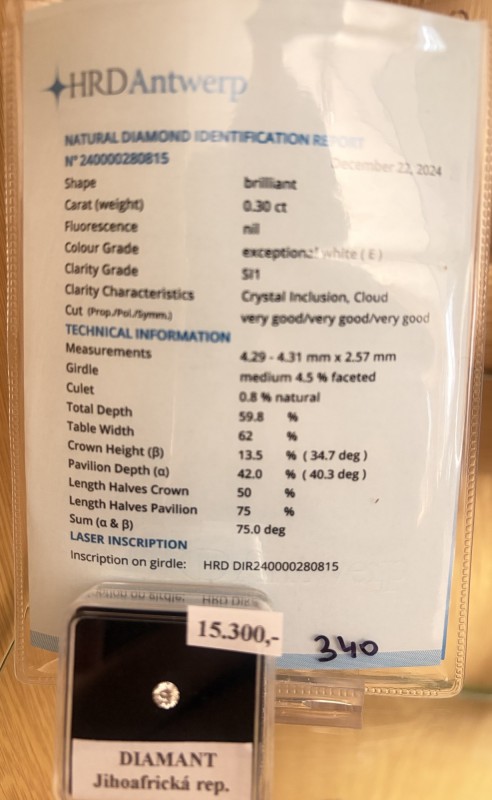 HRDAntwerp
NATURAL DIAMOND IDENTIFICATION REPORT
N° 240000280815 December 22, 2024
Shape brilliant
Carat (weight) 0.30 ct
Fluorescence nil
Colour Grade exceptional white ( E )
Clarity Grade SI1
Clarity Characteristics Crystal Inclusion, Cloud
Cut (Prop./Pol./Symm.) very good/very good/very good
TECHNICAL INFORMATION
Measurements 4.29 - 4.31 mm x 2.57 mm
Girdle medium 4.5 % faceted
Culet 0.8 % natural
Total Depth 59.8 %
Table Width 62 %
Crown Height (β) 13.5 % ( 34.7 deg )
Pavilion Depth (α) 42.0 % ( 40.3 deg )
Length Halves Crown 50 %
Length Halves Pavilion 75 %
Sum (α & β) 75.0 deg
LASER INSCRIPTION
Inscription on girdle: HRD DIR240000280815
15.300,-
340
DIAMANT
Jihoafrická rep.